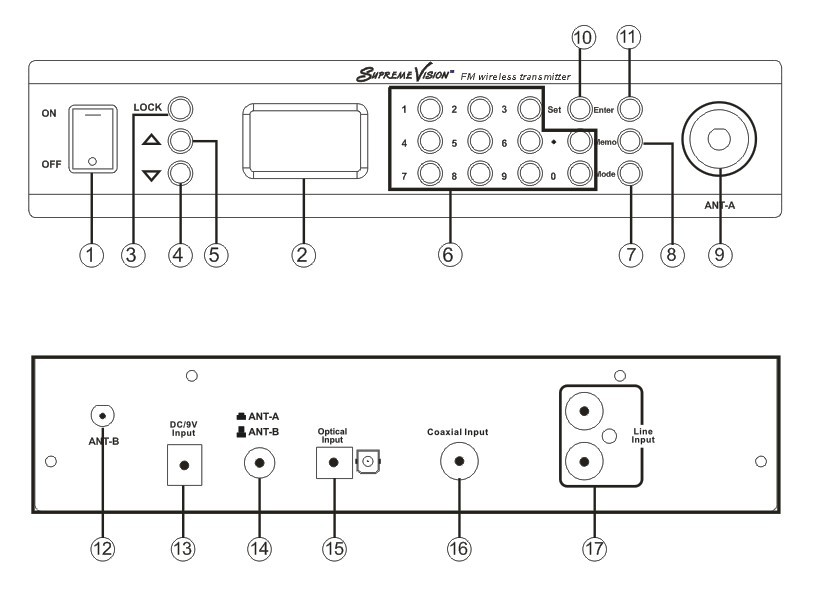 10 11
SUPREME VISION™ FM wireless transmitter
ON LOCK 1 2 3 Set Enter
4 5 6 • Memo
OFF 7 8 9 0 Mode
ANT-A
1 3 4 5 2 6 7 8 9
DC/9V Input
ANT-A
ANT-B
ANT-B
Optical Input
Coaxial Input
Line Input
12 13 14 15 16 17